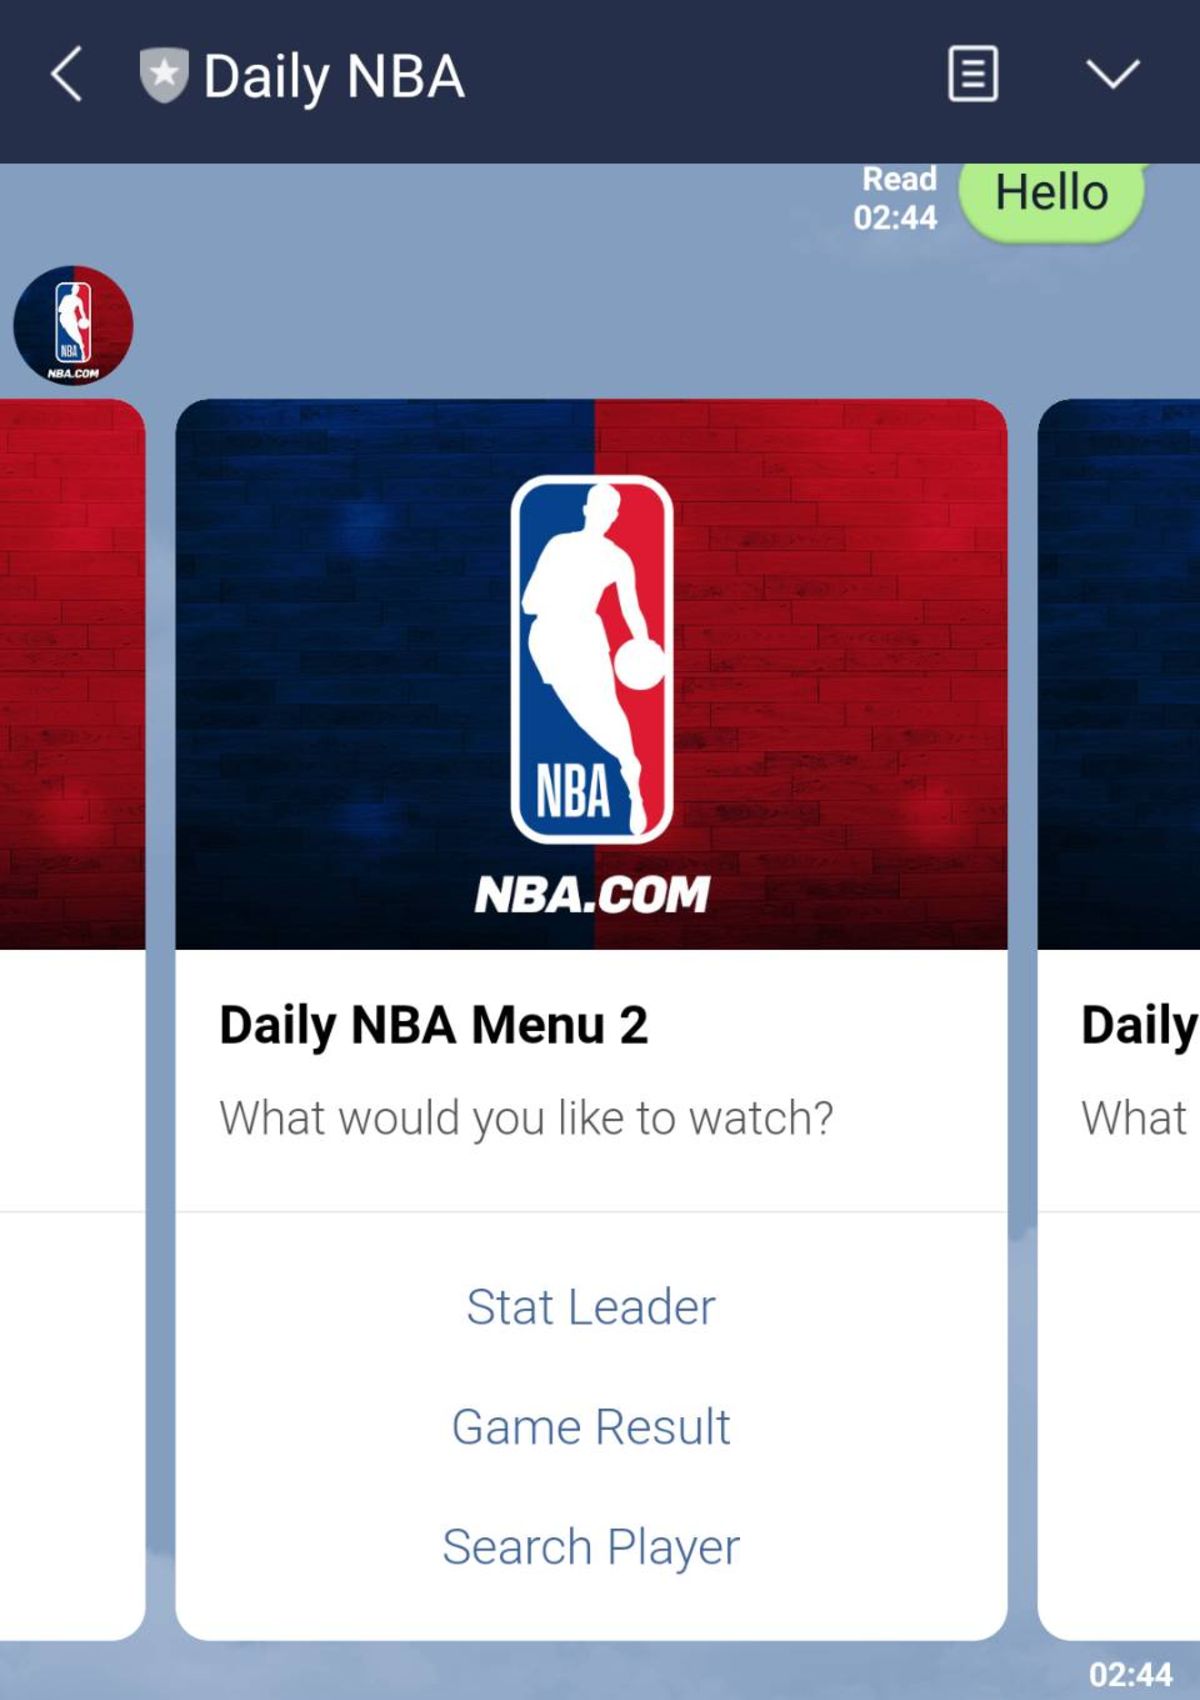 Daily NBA
Read
02:44
Hello
NBA
NBA.COM
NBA
NBA.COM
Daily NBA Menu 2
What would you like to watch?
Stat Leader
Game Result
Search Player
Daily
What
02:44